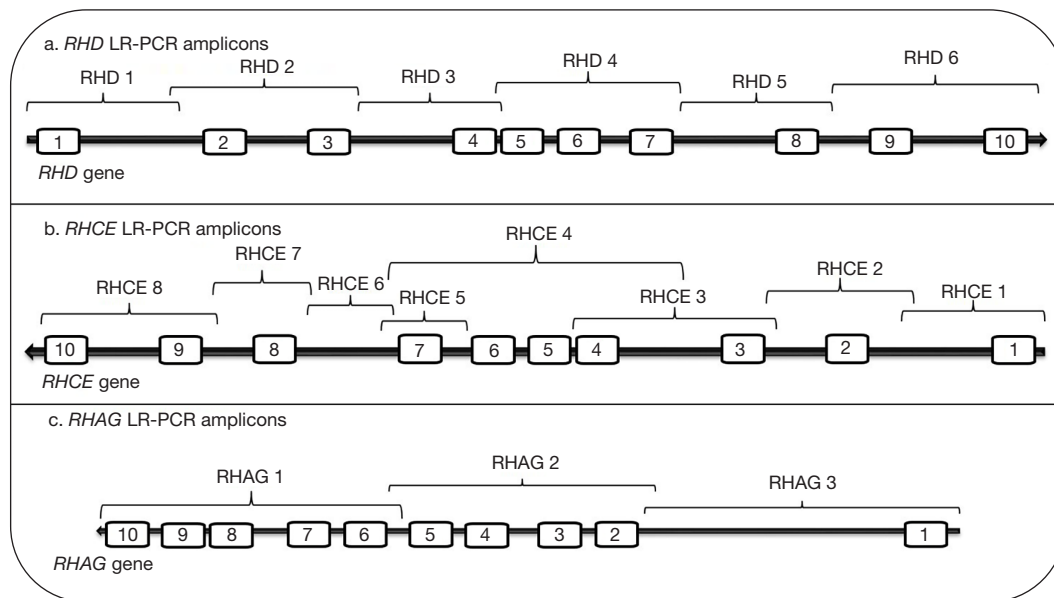 a. RHD LR-PCR amplicons
RHD 1
RHD 2
RHD 3
RHD 4
RHD 5
RHD 6
1 2 3 4 5 6 7 8 9 10
RHD gene
b. RHCE LR-PCR amplicons
RHCE 8
RHCE 7
RHCE 6
RHCE 5
RHCE 4
RHCE 3
RHCE 2
RHCE 1
10 9 8 7 6 5 4 3 2 1
RHCE gene
c. RHAG LR-PCR amplicons
RHAG 1
RHAG 2
RHAG 3
10 9 8 7 6 5 4 3 2 1
RHAG gene